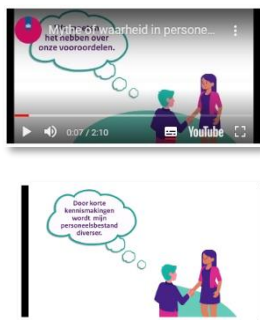 Mythe of waarheid in persone...
het hebben over
onze vooroordelen.
0:07 / 2:10
YouTube
Door korte
kennismakingen
wordt mijn
personeelsbestand
diverser.